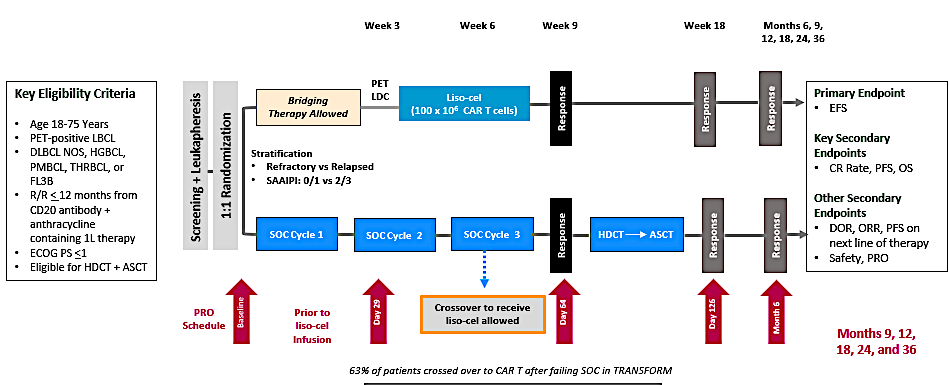 Week 3
Week 6
Week 9
Week 18
Months 6, 9,
12, 18, 24, 36
Key Eligibility Criteria
• Age 18-75 Years
• PET-positive LBCL
• DLBCL NOS, HGBCL,
PMBCL, THRBCL, or
FL3B
• R/R < 12 months from
CD20 antibody +
anthracycline
containing 1L therapy
• ECOG PS <1
• Eligible for HDCT + ASCT
Screening + Leukapheresis
1:1 Randomization
Bridging
Therapy Allowed
PET
LDC
Liso-cel
(100 x 10⁶ CAR T cells)
Response
Response
Response
Stratification
• Refractory vs Relapsed
• SAAIPI: 0/1 vs 2/3
SOC Cycle 1
SOC Cycle 2
SOC Cycle 3
Response
HDCT → ASCT
Response
Response
Primary Endpoint
• EFS
Key Secondary
Endpoints
• CR Rate, PFS, OS
Other Secondary
Endpoints
• DOR, ORR, PFS on
next line of therapy
• Safety, PRO
PRO
Schedule
Baseline
Prior to
liso-cel
Infusion
Day 29
Crossover to receive
liso-cel allowed
Day 64
Day 126
Month 6
Months 9, 12,
18, 24, and 36
63% of patients crossed over to CAR T after failing SOC in TRANSFORM